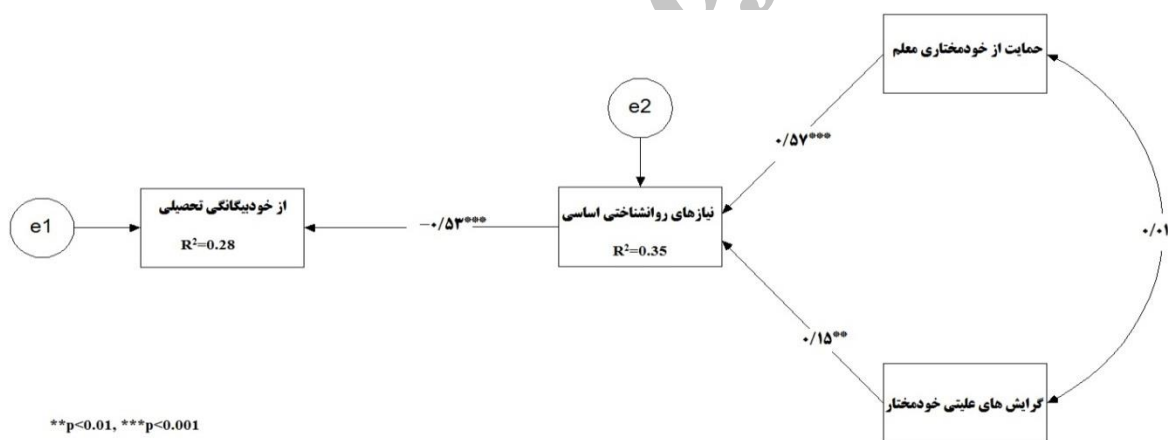 حمایت از خودمختاری معلم
e2
۰/۵۷***
از خودبیگانگی تحصیلی
R²=0.28
e1
−۰/۵۳***
نیازهای روانشناختی اساسی
R²=0.35
۰/۰۲
۰/۱۵**
گرایش های علیتی خودمختار
**p<0.01, ***p<0.001